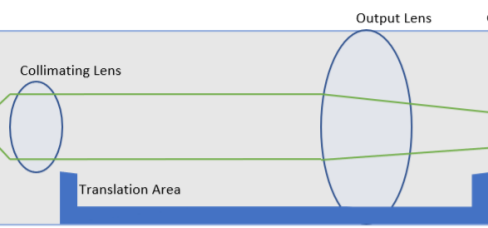 Output Lens
Collimating Lens
Translation Area